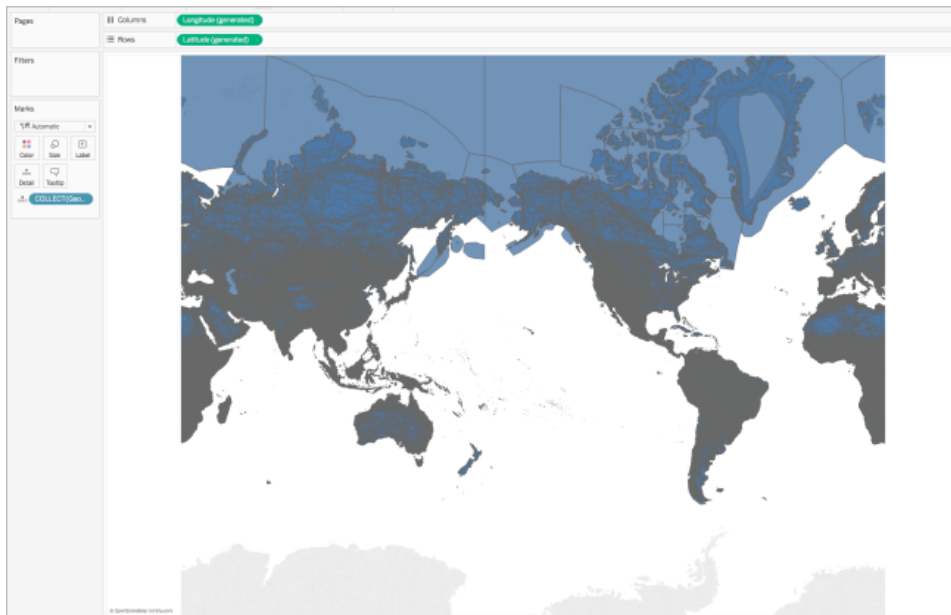 Pages
Columns
Longitude (generated)
Rows
Latitude (generated)
Filters
Marks
Automatic
Color
Size
Label
Detail
Tooltip
COLLECT(Geo..